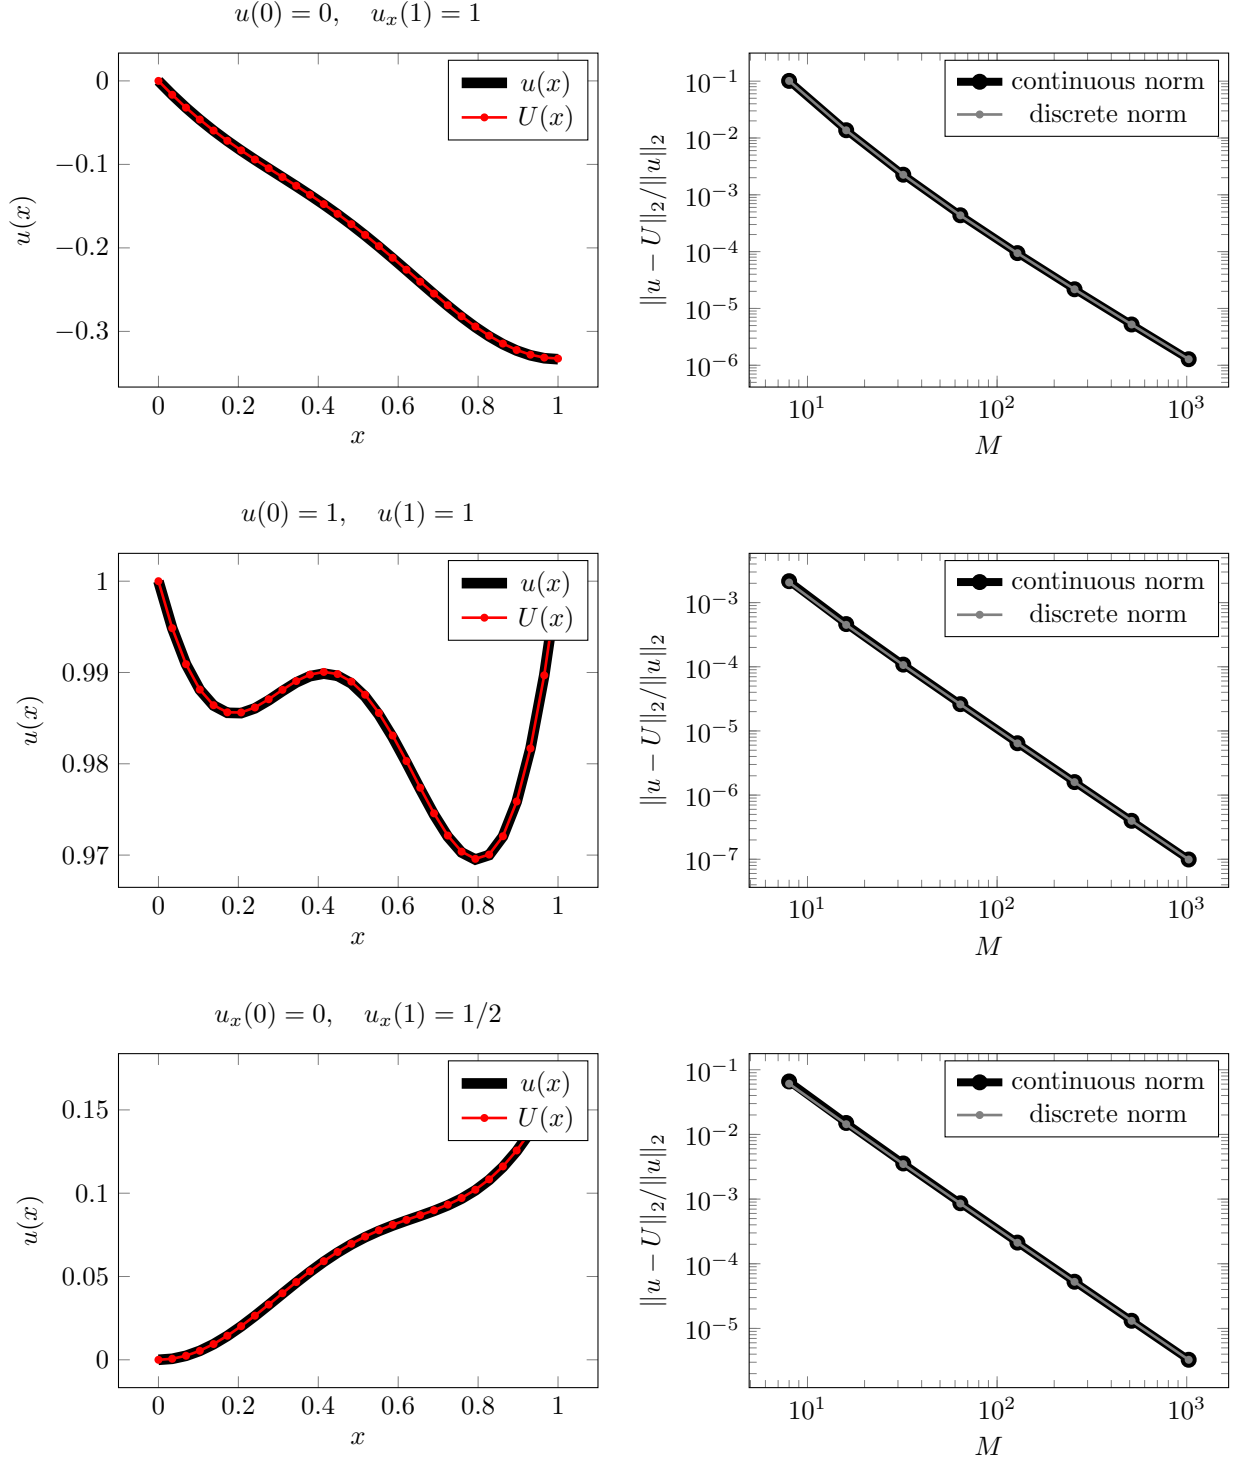 u(0) = 0, u_x(1) = 1
u(x)
U(x)
0
−0.1
−0.2
−0.3
u(x)
0 0.2 0.4 0.6 0.8 1
x
continuous norm
discrete norm
10^−1
10^−2
10^−3
10^−4
10^−5
10^−6
||u − U||_2/||u||_2
10^1 10^2 10^3
M
u(0) = 1, u(1) = 1
u(x)
U(x)
1
0.99
0.98
0.97
u(x)
0 0.2 0.4 0.6 0.8 1
x
continuous norm
discrete norm
10^−3
10^−4
10^−5
10^−6
10^−7
||u − U||_2/||u||_2
10^1 10^2 10^3
M
u_x(0) = 0, u_x(1) = 1/2
u(x)
U(x)
0.15
0.1
0.05
0
u(x)
0 0.2 0.4 0.6 0.8 1
x
continuous norm
discrete norm
10^−1
10^−2
10^−3
10^−4
10^−5
||u − U||_2/||u||_2
10^1 10^2 10^3
M